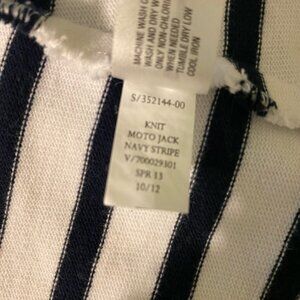 MACHINE WASH C
WASH AND DRY W
ONLY NON-CHLORI
WHEN NEEDED
TUMBLE DRY LOW
COOL IRON
S/352144-00
KNIT
MOTO JACK
NAVY STRIPE
V/700029301
SPR 13
10/12